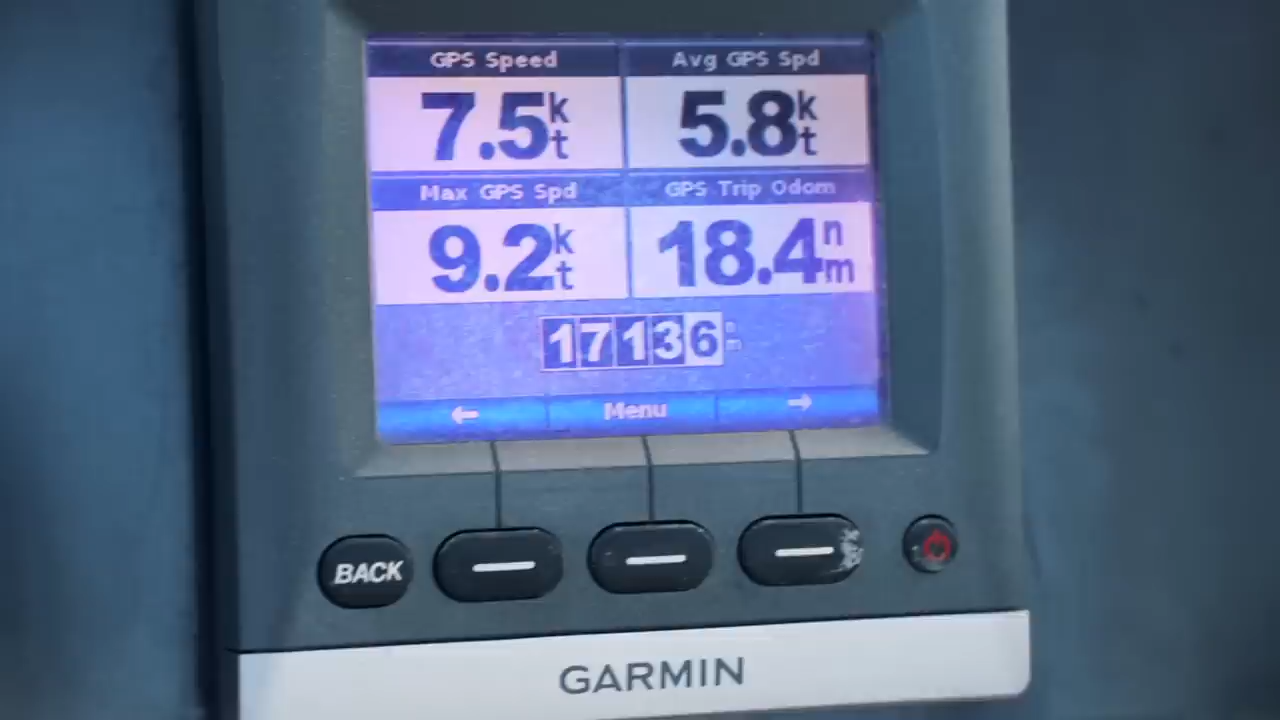 GPS Speed Avg GPS Spd
7.5kt 5.8kt
Max GPS Spd GPS Trip Odom
9.2kt 18.4nm
17136
← Menu →
BACK
GARMIN